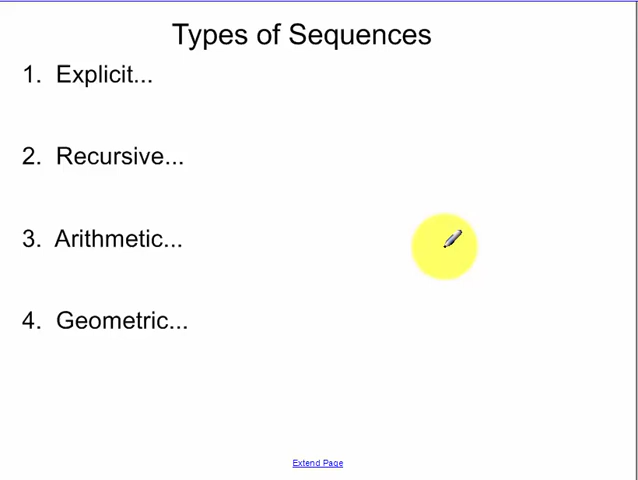 Types of Sequences
1. Explicit...
2. Recursive...
3. Arithmetic...
4. Geometric...
Extend Page